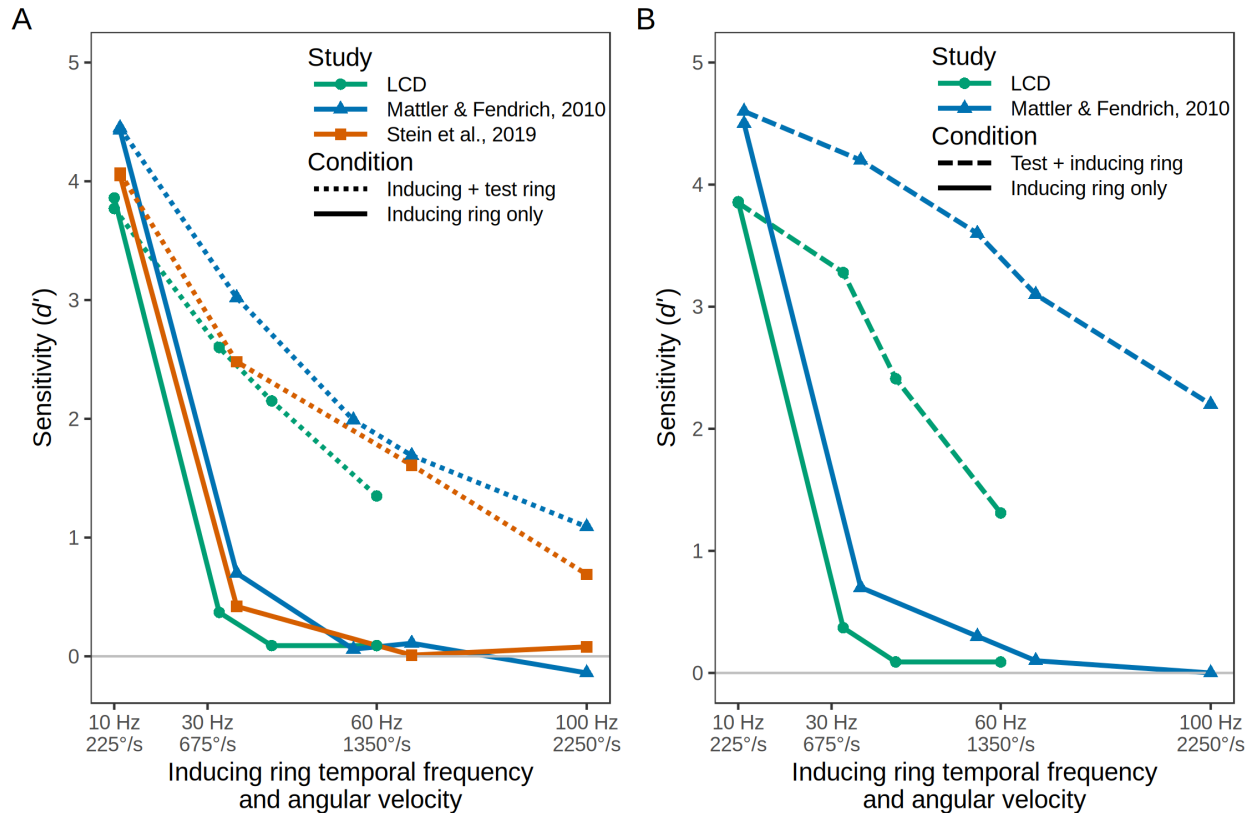 A
Study
LCD
Mattler & Fendrich, 2010
Stein et al., 2019
Condition
Inducing + test ring
Inducing ring only
5
4
3
2
1
0
Sensitivity (d′)
10 Hz
225°/s
30 Hz
675°/s
60 Hz
1350°/s
100 Hz
2250°/s
Inducing ring temporal frequency
and angular velocity
B
Study
LCD
Mattler & Fendrich, 2010
Condition
Test + inducing ring
Inducing ring only
5
4
3
2
1
0
Sensitivity (d′)
10 Hz
225°/s
30 Hz
675°/s
60 Hz
1350°/s
100 Hz
2250°/s
Inducing ring temporal frequency
and angular velocity